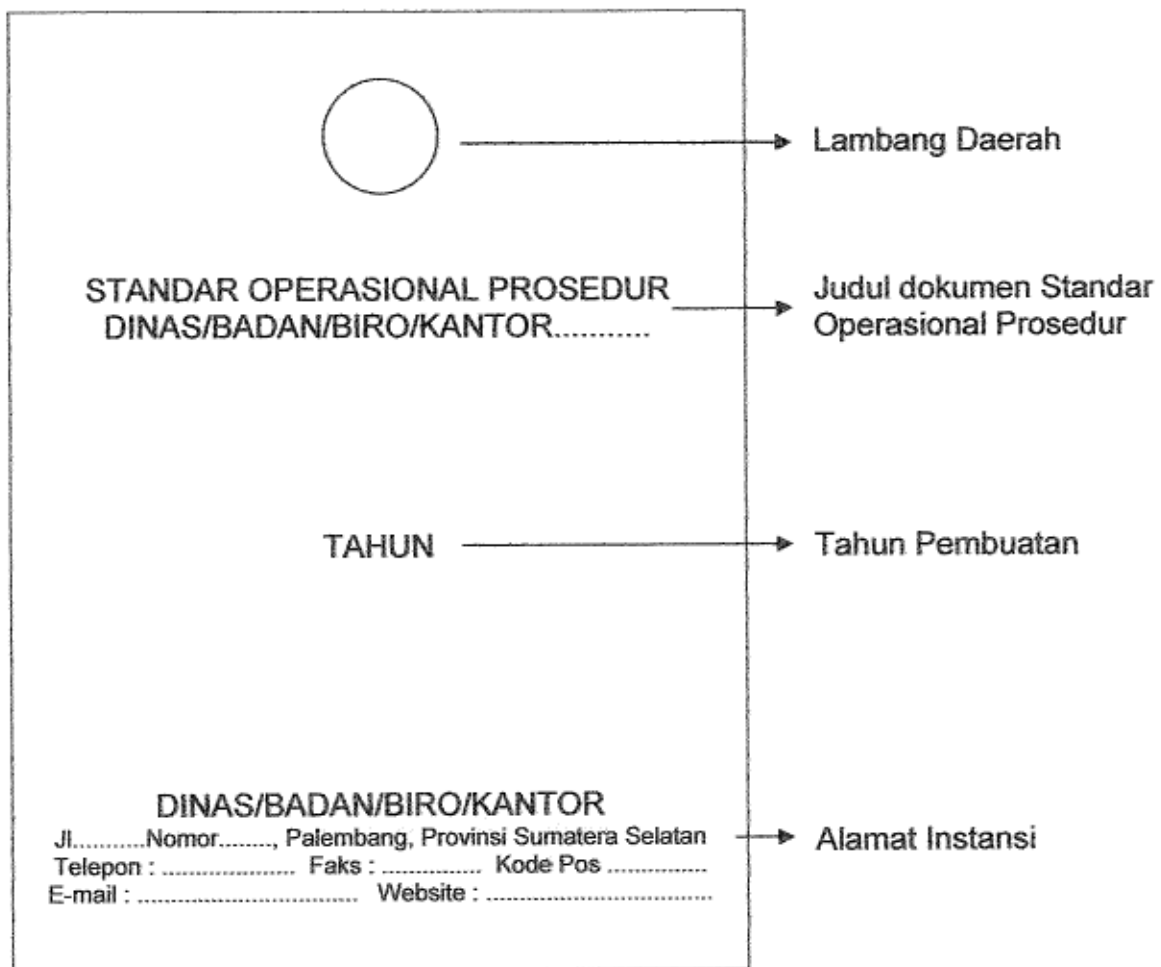 Lambang Daerah
STANDAR OPERASIONAL PROSEDUR
DINAS/BADAN/BIRO/KANTOR...........
Judul dokumen Standar
Operasional Prosedur
TAHUN
Tahun Pembuatan
DINAS/BADAN/BIRO/KANTOR
Jl...........Nomor........, Palembang, Provinsi Sumatera Selatan
Telepon : ..................... Faks : ............... Kode Pos ................
E-mail : ................................... Website : ....................................
Alamat Instansi